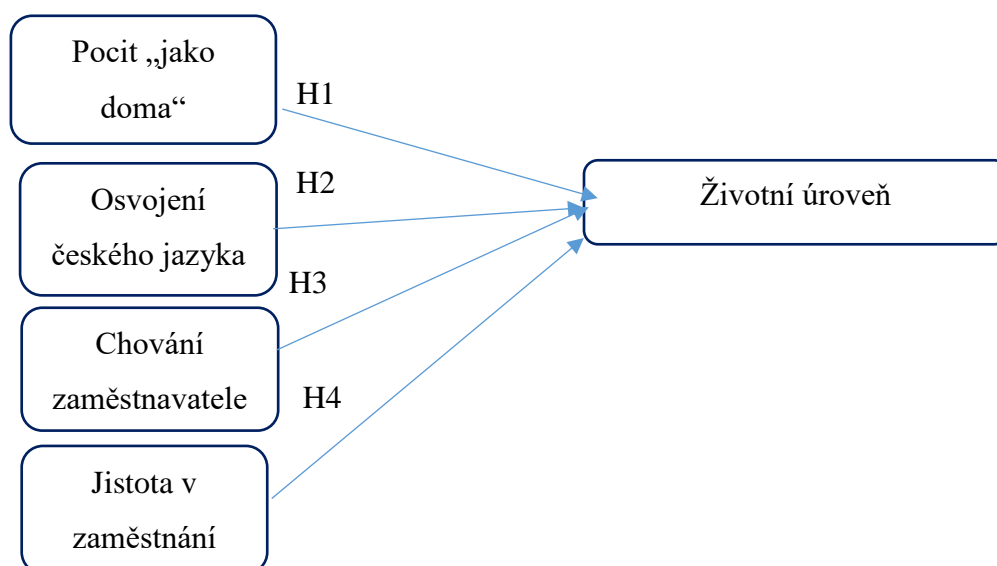 Pocit „jako
doma“
H1
Osvojení
českého jazyka
H2
Chování
zaměstnavatele
H3
Jistota v
zaměstnání
H4
Životní úroveň